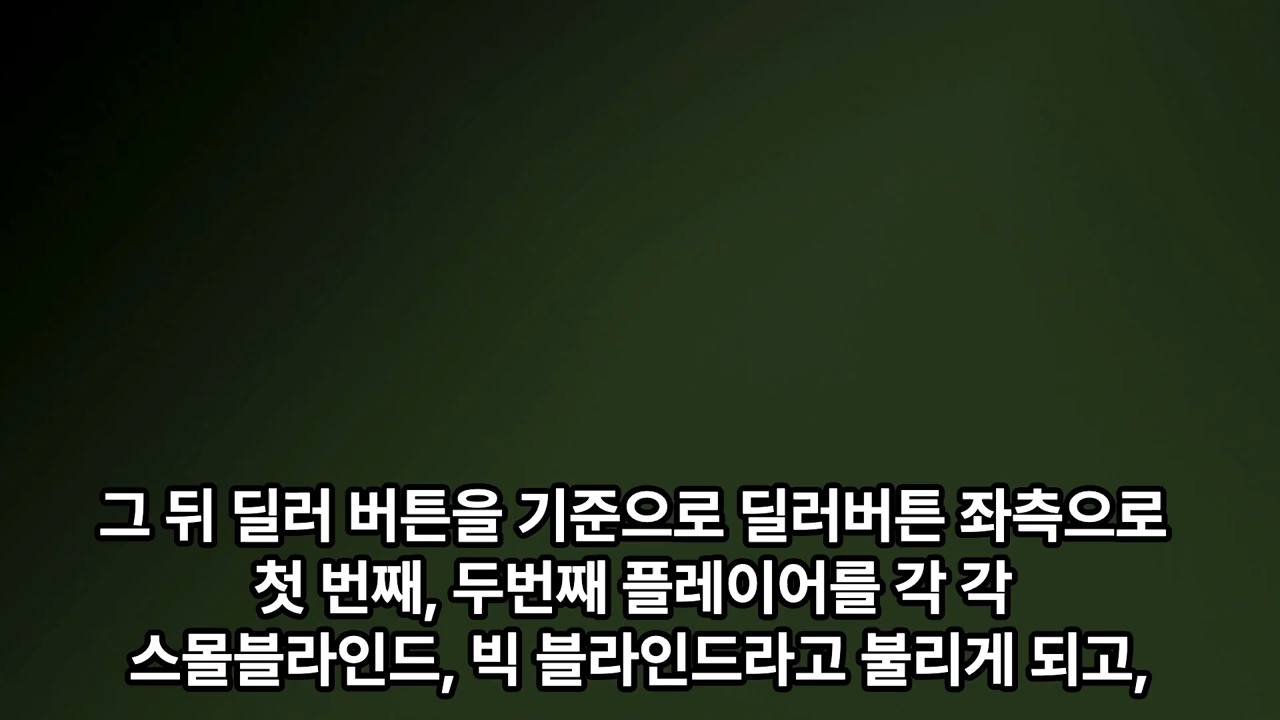 그 뒤 딜러 버튼을 기준으로 딜러버튼 좌측으로
첫 번째, 두번째 플레이어를 각 각
스몰블라인드, 빅 블라인드라고 불리게 되고,